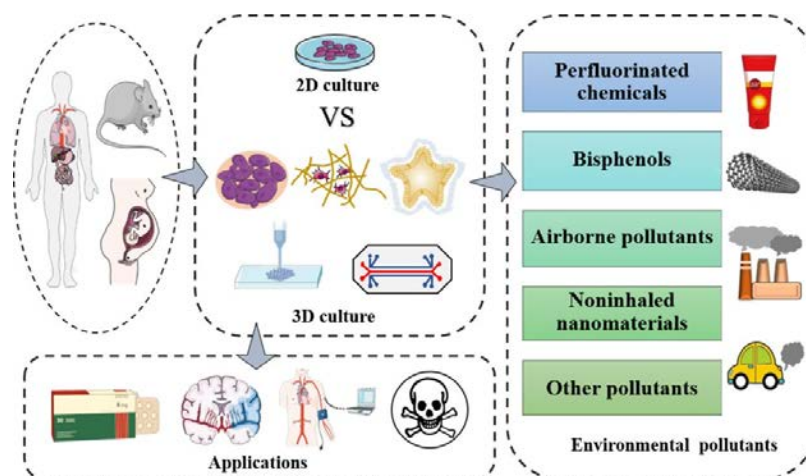 2D culture
VS
3D culture
Applications
Perfluorinated
chemicals
Bisphenols
Airborne pollutants
Noninhaled
nanomaterials
Other pollutants
Environmental pollutants